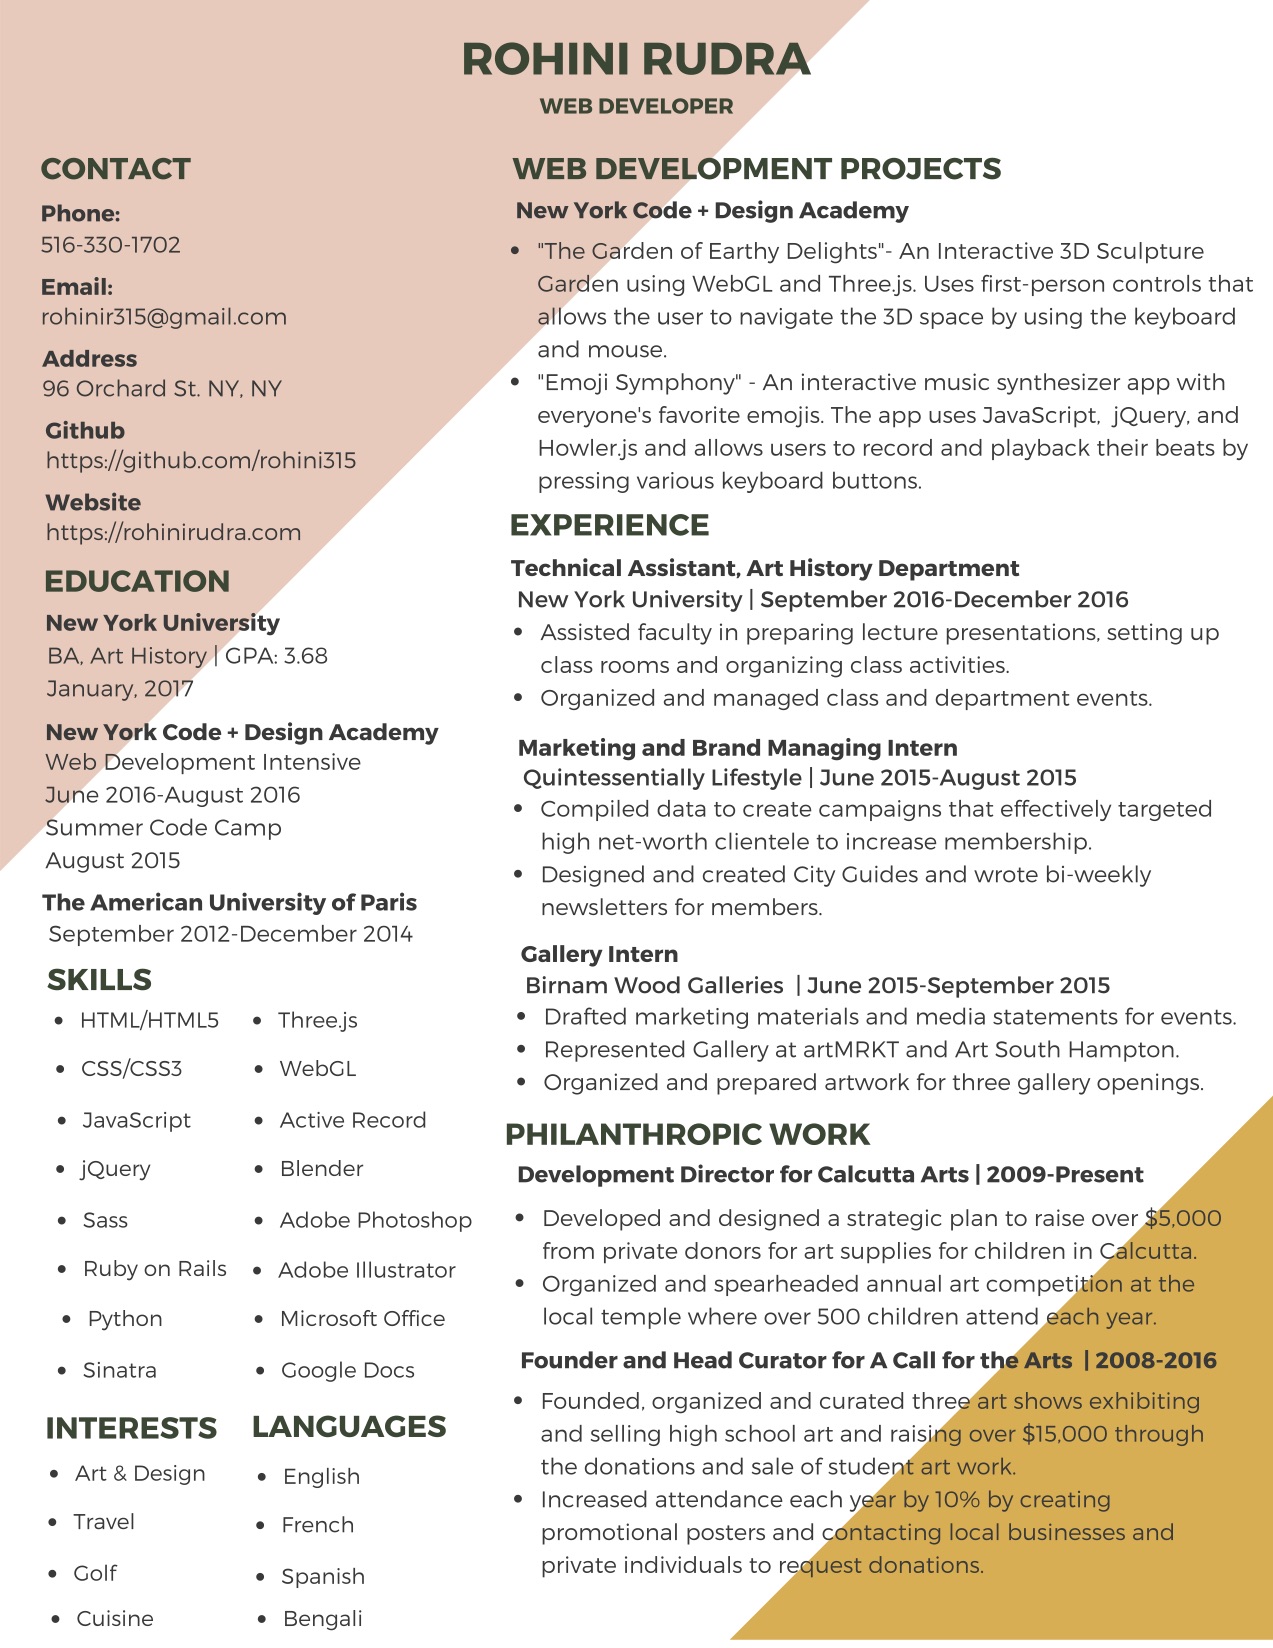 ROHINI RUDRA
WEB DEVELOPER
CONTACT
Phone:
516-330-1702
Email:
rohinir315@gmail.com
Address
96 Orchard St. NY, NY
Github
https://github.com/rohini315
Website
https://rohinirudra.com
EDUCATION
New York University
BA, Art History | GPA: 3.68
January, 2017
New York Code + Design Academy
Web Development Intensive
June 2016-August 2016
Summer Code Camp
August 2015
The American University of Paris
September 2012-December 2014
SKILLS
• HTML/HTML5
• CSS/CSS3
• JavaScript
• jQuery
• Sass
• Ruby on Rails
• Python
• Sinatra
• Three.js
• WebGL
• Active Record
• Blender
• Adobe Photoshop
• Adobe Illustrator
• Microsoft Office
• Google Docs
INTERESTS
• Art & Design
• Travel
• Golf
• Cuisine
LANGUAGES
• English
• French
• Spanish
• Bengali
WEB DEVELOPMENT PROJECTS
New York Code + Design Academy
• "The Garden of Earthy Delights"- An Interactive 3D Sculpture
Garden using WebGL and Three.js. Uses first-person controls that
allows the user to navigate the 3D space by using the keyboard
and mouse.
• "Emoji Symphony" - An interactive music synthesizer app with
everyone's favorite emojis. The app uses JavaScript, jQuery, and
Howler.js and allows users to record and playback their beats by
pressing various keyboard buttons.
EXPERIENCE
Technical Assistant, Art History Department
New York University | September 2016-December 2016
• Assisted faculty in preparing lecture presentations, setting up
class rooms and organizing class activities.
• Organized and managed class and department events.
Marketing and Brand Managing Intern
Quintessentially Lifestyle | June 2015-August 2015
• Compiled data to create campaigns that effectively targeted
high net-worth clientele to increase membership.
• Designed and created City Guides and wrote bi-weekly
newsletters for members.
Gallery Intern
Birnam Wood Galleries | June 2015-September 2015
• Drafted marketing materials and media statements for events.
• Represented Gallery at artMRKT and Art South Hampton.
• Organized and prepared artwork for three gallery openings.
PHILANTHROPIC WORK
Development Director for Calcutta Arts | 2009-Present
• Developed and designed a strategic plan to raise over $5,000
from private donors for art supplies for children in Calcutta.
• Organized and spearheaded annual art competition at the
local temple where over 500 children attend each year.
Founder and Head Curator for A Call for the Arts | 2008-2016
• Founded, organized and curated three art shows exhibiting
and selling high school art and raising over $15,000 through
the donations and sale of student art work.
• Increased attendance each year by 10% by creating
promotional posters and contacting local businesses and
private individuals to request donations.